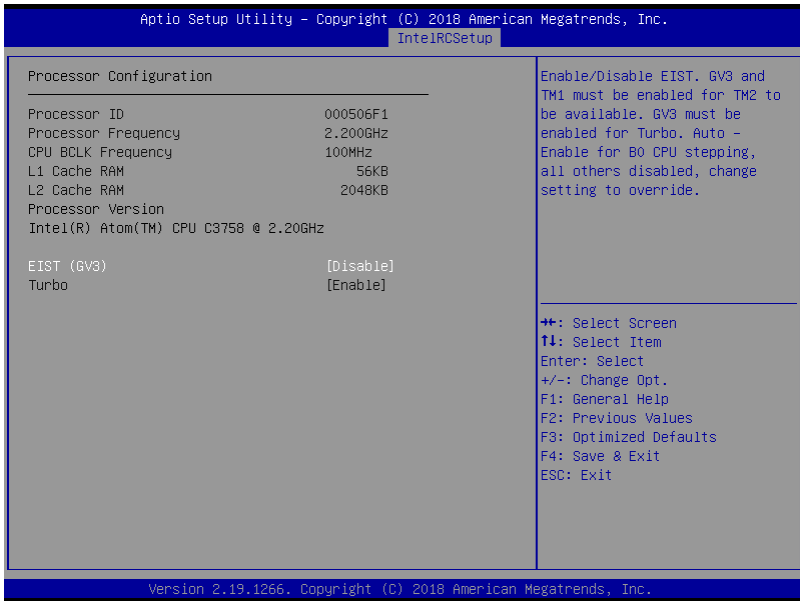 Aptio Setup Utility – Copyright (C) 2018 American Megatrends, Inc.
IntelRCSetup
Processor Configuration
Processor ID 000506F1
Processor Frequency 2.200GHz
CPU BCLK Frequency 100MHz
L1 Cache RAM 56KB
L2 Cache RAM 2048KB
Processor Version
Intel(R) Atom(TM) CPU C3758 @ 2.20GHz
EIST (GV3) [Disable]
Turbo [Enable]
Enable/Disable EIST. GV3 and
TM1 must be enabled for TM2 to
be available. GV3 must be
enabled for Turbo. Auto –
Enable for B0 CPU stepping,
all others disabled, change
setting to override.
→←: Select Screen
↑↓: Select Item
Enter: Select
+/-: Change Opt.
F1: General Help
F2: Previous Values
F3: Optimized Defaults
F4: Save & Exit
ESC: Exit
Version 2.19.1266. Copyright (C) 2018 American Megatrends, Inc.